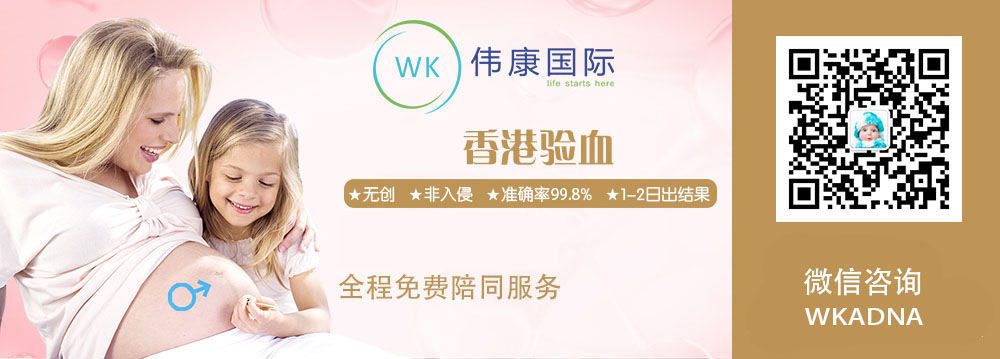 WK 伟康国际
life starts here
香港验血
★无创 ★非入侵 ★准确率99.8% ★1-2日出结果
全程免费陪同服务
微信咨询
WKADNA